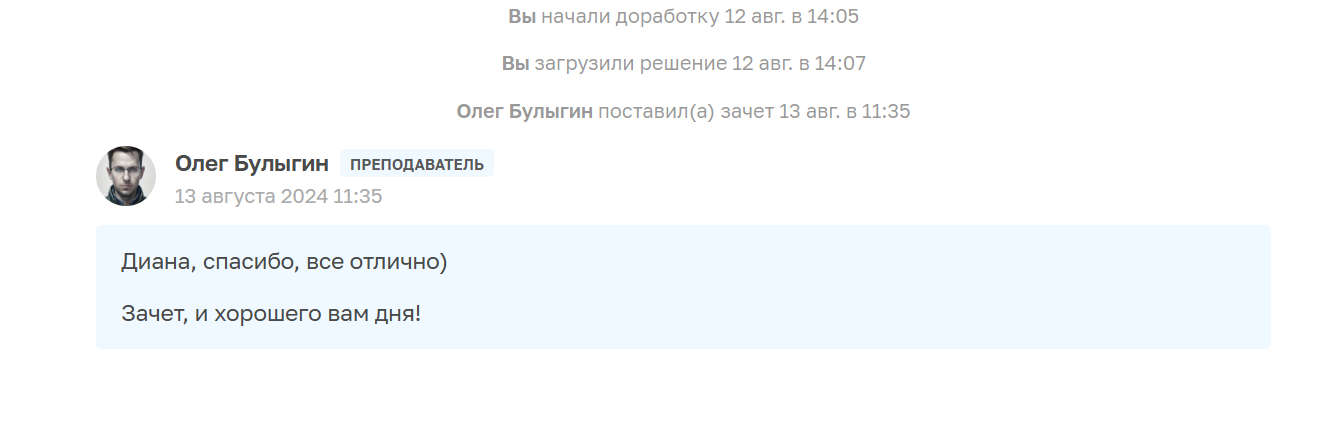 Вы начали доработку 12 авг. в 14:05
Вы загрузили решение 12 авг. в 14:07
Олег Булыгин поставил(а) зачет 13 авг. в 11:35
Олег Булыгин ПРЕПОДАВАТЕЛЬ
13 августа 2024 11:35
Диана, спасибо, все отлично)
Зачет, и хорошего вам дня!